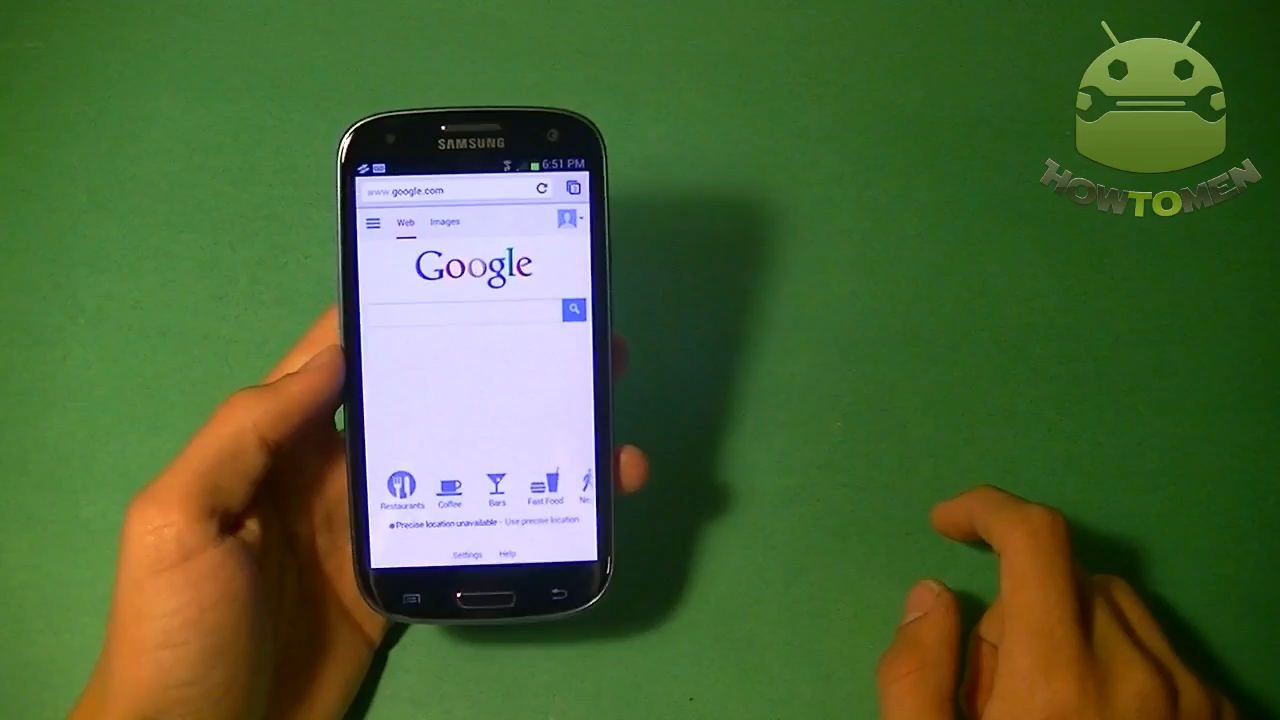 HOWTOMEN
SAMSUNG
6:51 PM
www.google.com
Web Images
Google
Restaurants Coffee Bars Fast Food
Precise location unavailable - Use precise location
Settings Help